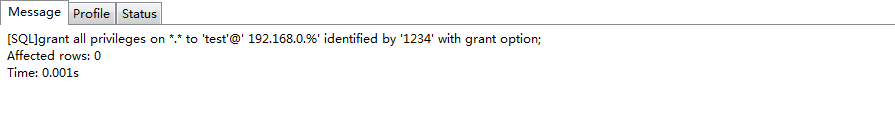 Message Profile Status
[SQL]grant all privileges on *.* to 'test'@' 192.168.0.%' identified by '1234' with grant option;
Affected rows: 0
Time: 0.001s